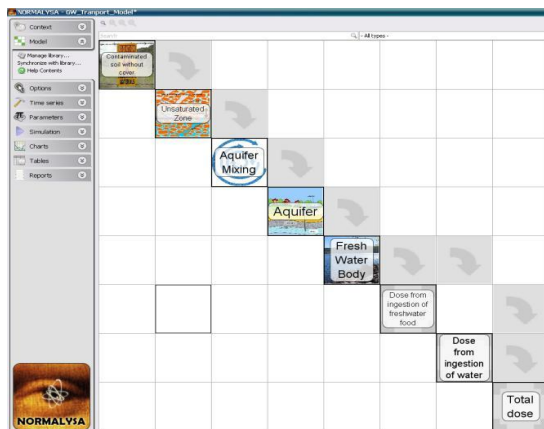 NORMALYSA - GW_Tranport_Model*
Context
Model
Manage library...
Synchronize with library...
Help Contents
Options
Time series
Parameters
Simulation
Charts
Tables
Reports
NORMALYSA
Search
- All types -
Contaminated
soil without
cover
Unsaturated
Zone
Aquifer
Mixing
Aquifer
Fresh
Water
Body
Dose from
ingestion of
freshwater
food
Dose
from
ingestion
of water
Total
dose